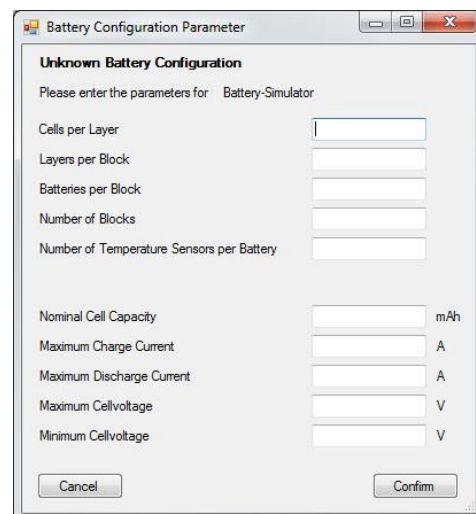 Battery Configuration Parameter
Unknown Battery Configuration
Please enter the parameters for Battery-Simulator
Cells per Layer
Layers per Block
Batteries per Block
Number of Blocks
Number of Temperature Sensors per Battery
Nominal Cell Capacity mAh
Maximum Charge Current A
Maximum Discharge Current A
Maximum Cellvoltage V
Minimum Cellvoltage V
Cancel Confirm